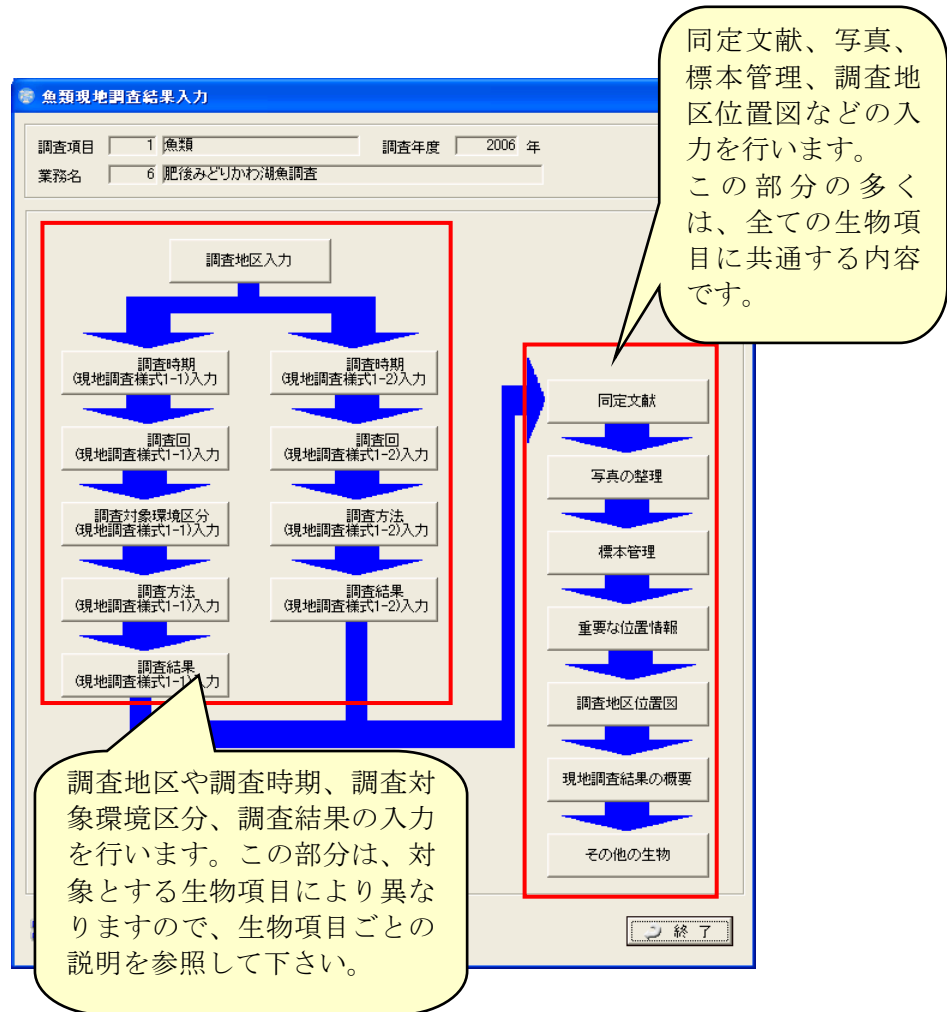 同定文献、写真、
標本管理、調査地
区位置図などの入
力を行います。
この部分の多く
は、全ての生物項
目に共通する内容
です。
魚類現地調査結果入力
調査項目 1 魚類 調査年度 2006 年
業務名 6 肥後みどりかわ湖魚調査
調査地区入力
調査時期
(現地調査様式1-1)入力
調査時期
(現地調査様式1-2)入力
調査回
(現地調査様式1-1)入力
調査回
(現地調査様式1-2)入力
調査対象環境区分
(現地調査様式1-1)入力
調査方法
(現地調査様式1-2)入力
調査方法
(現地調査様式1-1)入力
調査結果
(現地調査様式1-2)入力
調査結果
(現地調査様式1-1)入力
同定文献
写真の整理
標本管理
重要な位置情報
調査地区位置図
現地調査結果の概要
その他の生物
調査地区や調査時期、調査対
象環境区分、調査結果の入力
を行います。この部分は、対
象とする生物項目により異な
りますので、生物項目ごとの
説明を参照して下さい。
終 了